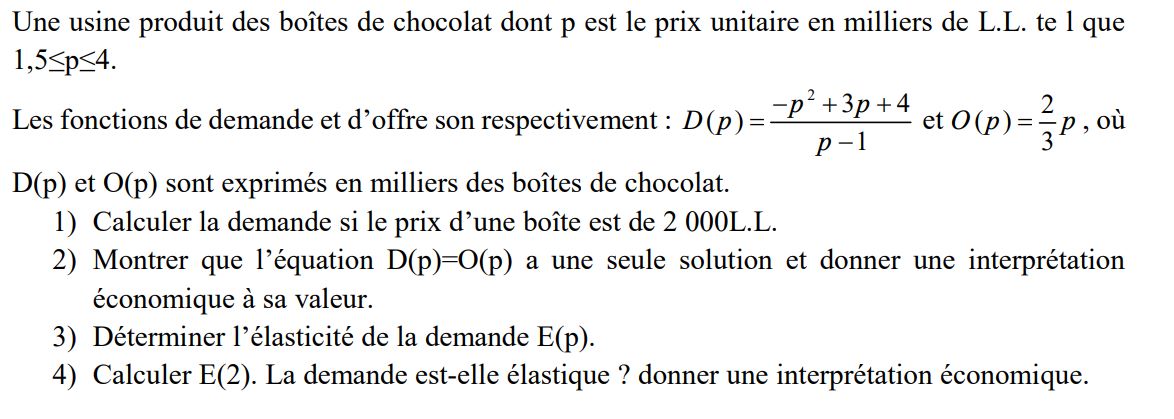 Une usine produit des boîtes de chocolat dont p est le prix unitaire en milliers de L.L. te l que
1,5≤p≤4.
Les fonctions de demande et d’offre son respectivement : D(p) = \frac{-p^2+3p+4}{p-1} et O(p) = \frac{2}{3}p , où
D(p) et O(p) sont exprimés en milliers des boîtes de chocolat.
1) Calculer la demande si le prix d’une boîte est de 2 000L.L.
2) Montrer que l’équation D(p)=O(p) a une seule solution et donner une interprétation
économique à sa valeur.
3) Déterminer l’élasticité de la demande E(p).
4) Calculer E(2). La demande est-elle élastique ? donner une interprétation économique.